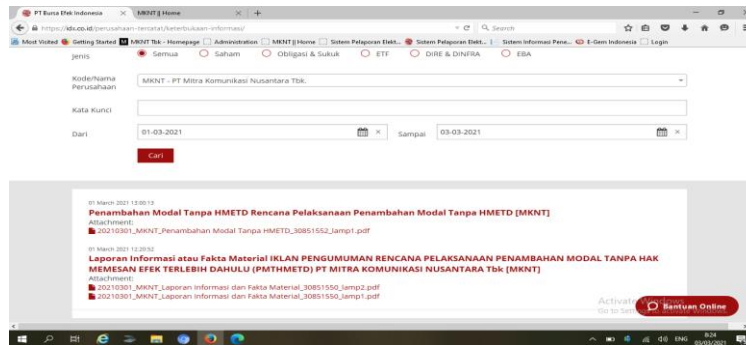 PT Bursa Efek Indonesia
MKNT || Home
https://idx.co.id/perusahaan-tercatat/keterbukaan-informasi/
Search
Most Visited Getting Started MKNT Tbk - Homepage Administration MKNT || Home Sistem Pelaporan Elekt... Sistem Pelaporan Elekt... Sistem Informasi Pene... E-Gem Indonesia Login
Jenis Semua Saham Obligasi & Sukuk ETF DIRE & DINFRA EBA
Kode/Nama
Perusahaan
MKNT - PT Mitra Komunikasi Nusantara Tbk.
Kata Kunci
Dari 01-03-2021 Sampai 03-03-2021
Cari
01 March 2021 13:00:13
Penambahan Modal Tanpa HMETD Rencana Pelaksanaan Penambahan Modal Tanpa HMETD [MKNT]
Attachment:
20210301_MKNT_Penambahan Modal Tanpa HMETD_30851552_lamp1.pdf
01 March 2021 12:20:52
Laporan Informasi atau Fakta Material IKLAN PENGUMUMAN RENCANA PELAKSANAAN PENAMBAHAN MODAL TANPA HAK
MEMESAN EFEK TERLEBIH DAHULU (PMTHMETD) PT MITRA KOMUNIKASI NUSANTARA Tbk [MKNT]
Attachment:
20210301_MKNT_Laporan Informasi dan Fakta Material_30851550_lamp2.pdf
20210301_MKNT_Laporan Informasi dan Fakta Material_30851550_lamp1.pdf
Activate Windows
Go to Settings to activate Windows.
Bantuan Online
ENG
8:24
03/03/2021